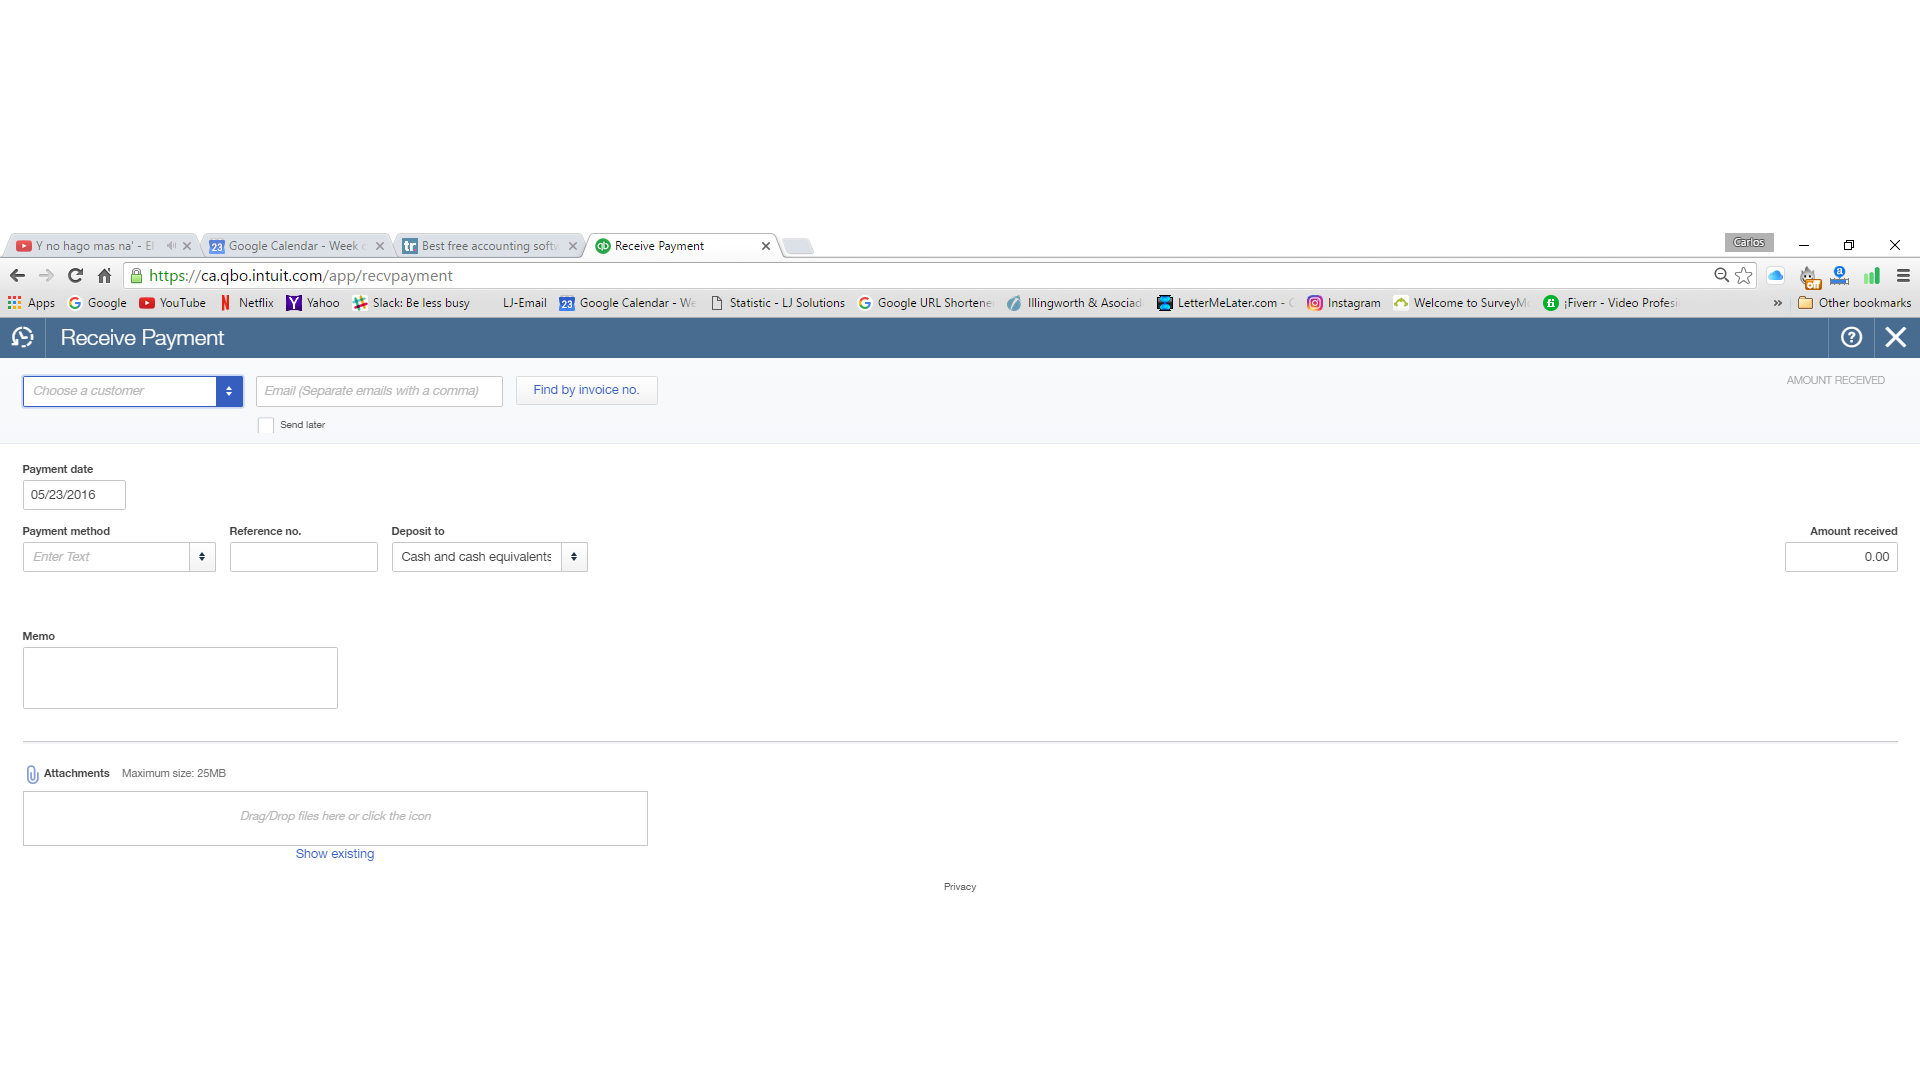 Y no hago mas na' - El
Google Calendar - Week o
Best free accounting softw
Receive Payment
Carlos
https://ca.qbo.intuit.com/app/recvpayment
Apps
Google
YouTube
Netflix
Yahoo
Slack: Be less busy
LJ-Email
23
Google Calendar - We
Statistic - LJ Solutions
Google URL Shortene
Illingworth & Asociad
LetterMeLater.com -
Instagram
Welcome to SurveyMo
¡Fiverr - Video Profesi
Other bookmarks
Receive Payment
Choose a customer
Email (Separate emails with a comma)
Find by invoice no.
AMOUNT RECEIVED
Send later
Payment date
05/23/2016
Payment method
Reference no.
Deposit to
Amount received
Enter Text
Cash and cash equivalents
0.00
Memo
Attachments
Maximum size: 25MB
Drag/Drop files here or click the icon
Show existing
Privacy